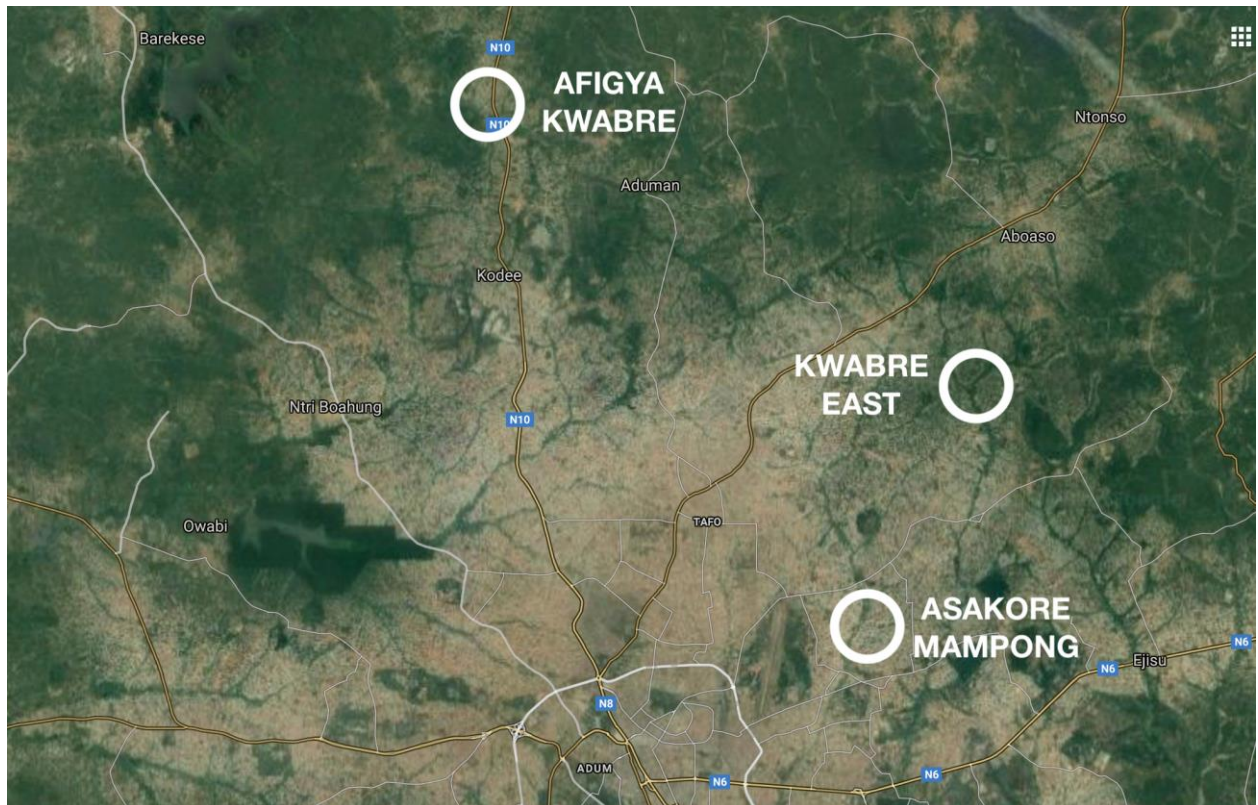 Barekese
N10
AFIGYA
KWABRE
N10
Ntonso
Aduman
Aboaso
Kodee
KWABRE
EAST
Ntri Boahung
N10
Owabi
TAFO
ASAKORE
MAMPONG
N6
Ejisu
N6
N8
ADUM
N6
N6